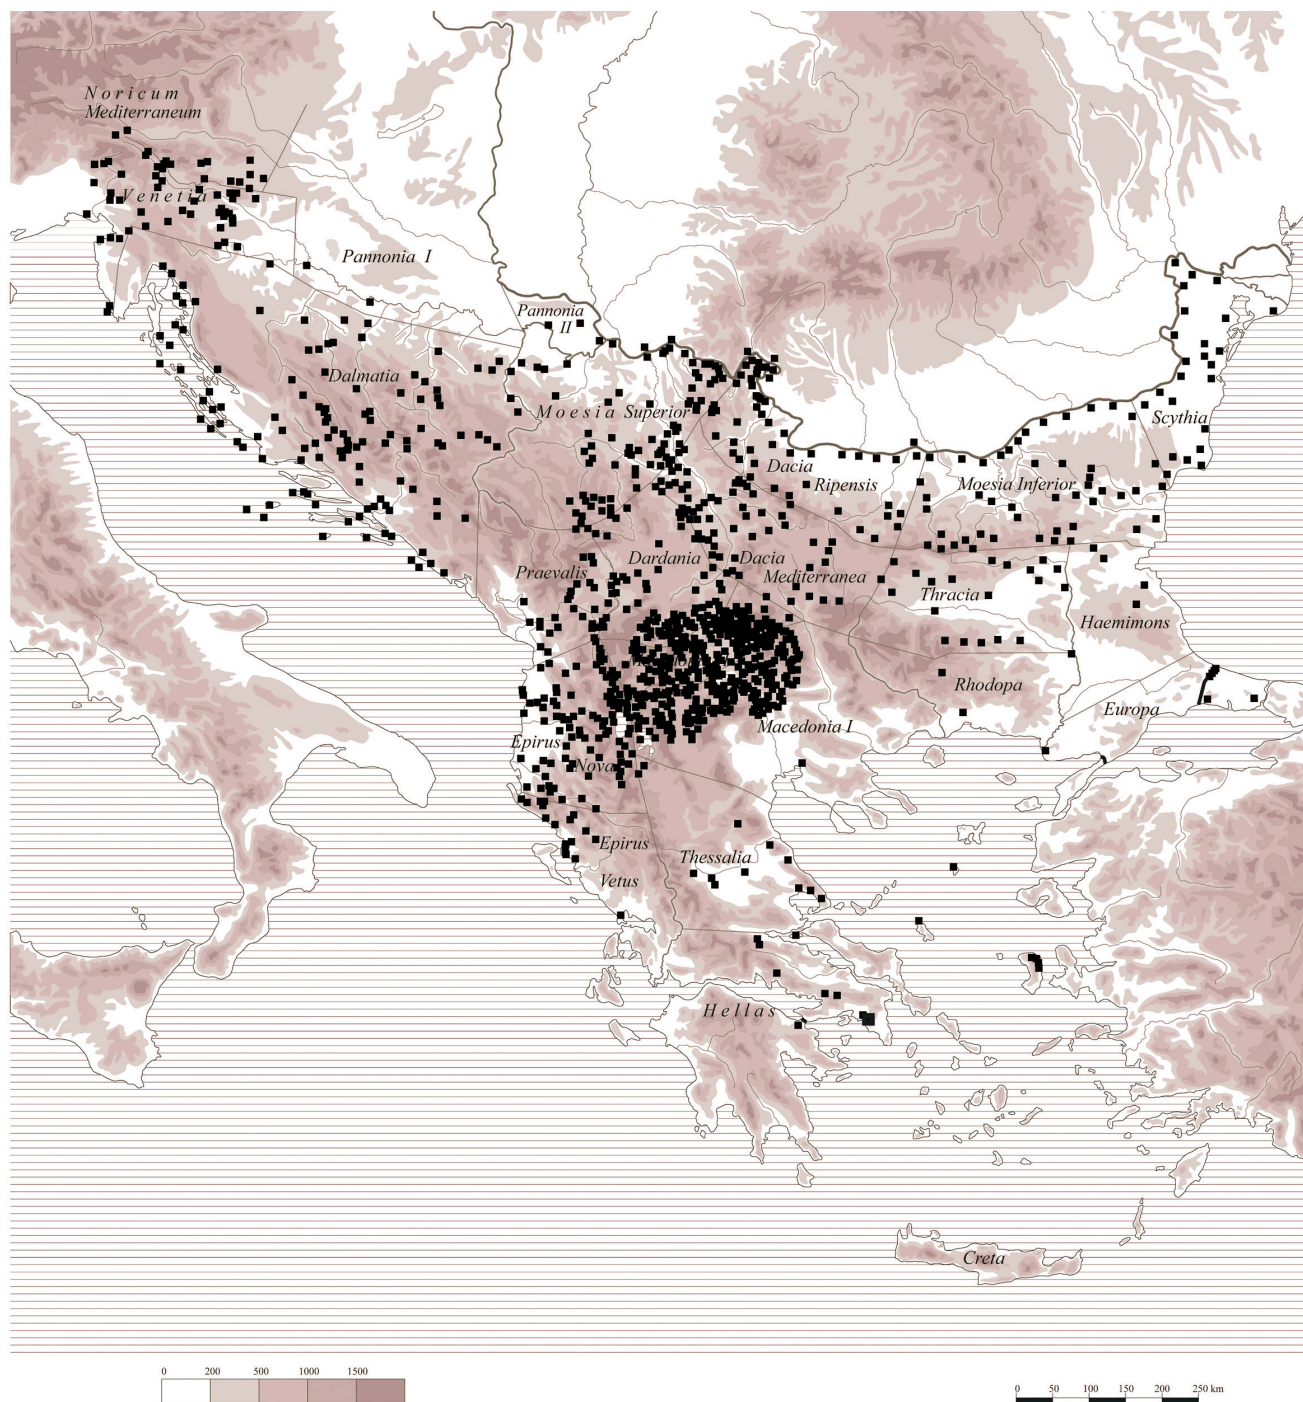 Noricum
Mediterraneum
Venetia
Pannonia I
Pannonia
II
Dalmatia
Moesia Superior
Scythia
Dacia
Ripensis
Moesia Inferior
Dardania
Dacia
Mediterranea
Praevalis
Thracia
Haemimons
Rhodopa
Europa
Macedonia I
Epirus
Nova
Epirus
Vetus
Thessalia
Hellas
Creta
0 200 500 1000 1500
0 50 100 150 200 250 km